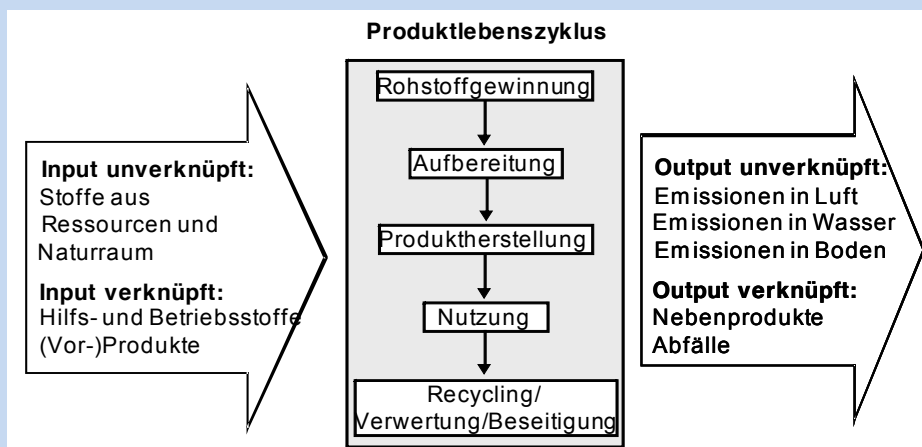 Produktlebenszyklus
Input unverknüpft:
Stoffe aus
Ressourcen und
Naturraum
Input verknüpft:
Hilfs- und Betriebsstoffe
(Vor-)Produkte
Rohstoffgewinnung
Aufbereitung
Produktherstellung
Nutzung
Recycling/
Verwertung/Beseitigung
Output unverknüpft:
Emissionen in Luft
Emissionen in Wasser
Emissionen in Boden
Output verknüpft:
Nebenprodukte
Abfälle